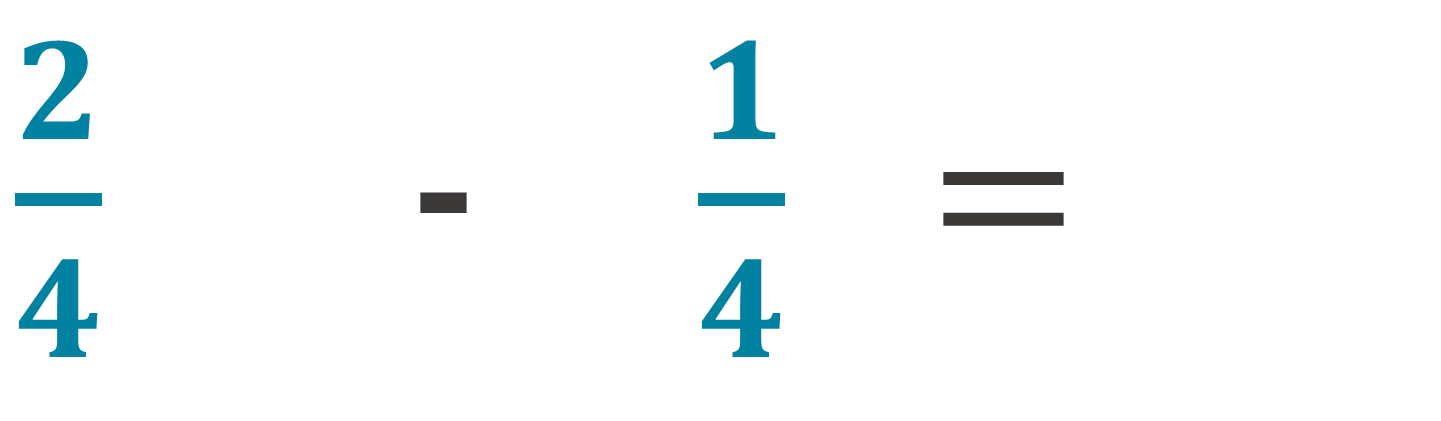 2/4 - 1/4 =